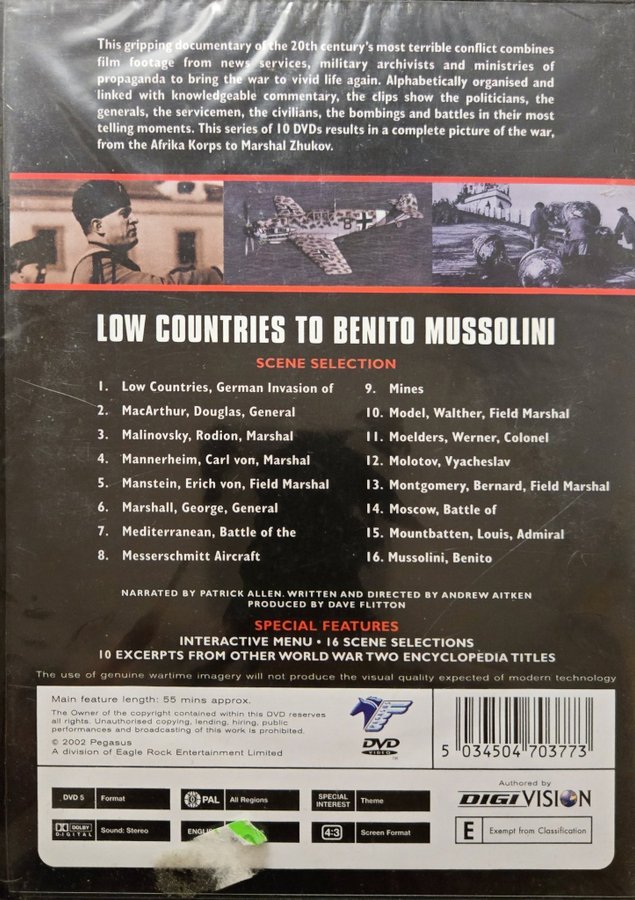 This gripping documentary of the 20th century's most terrible conflict combines
film footage from news services, military archivists and ministries of
propaganda to bring the war to vivid life again. Alphabetically organised and
linked with knowledgeable commentary, the clips show the politicians, the
generals, the servicemen, the civilians, the bombings and battles in their most
telling moments. This series of 10 DVDs results in a complete picture of the war,
from the Afrika Korps to Marshal Zhukov.
8
LOW COUNTRIES TO BENITO MUSSOLINI
SCENE SELECTION
1. Low Countries, German Invasion of
2. MacArthur, Douglas, General
3. Malinovsky, Rodion, Marshal
4. Mannerheim, Carl von, Marshal
5. Manstein, Erich von, Field Marshal
6. Marshall, George, General
7. Mediterranean, Battle of the
8. Messerschmitt Aircraft
9. Mines
10. Model, Walther, Field Marshal
11. Moelders, Werner, Colonel
12. Molotov, Vyacheslav
13. Montgomery, Bernard, Field Marshal
14. Moscow, Battle of
15. Mountbatten, Louis, Admiral
16. Mussolini, Benito
NARRATED BY PATRICK ALLEN. WRITTEN AND DIRECTED BY ANDREW AITKEN
PRODUCED BY DAVE FLITTON
SPECIAL FEATURES
INTERACTIVE MENU • 16 SCENE SELECTIONS
10 EXCERPTS FROM OTHER WORLD WAR TWO ENCYCLOPEDIA TITLES
The use of genuine wartime imagery will not produce the visual quality expected of modern technology
Main feature length: 55 mins approx.
The Owner of the copyright contained within this DVD reserves
all rights. Unauthorised copying, lending, hiring, public
performances and broadcasting of this work is prohibited.
© 2002 Pegasus
A division of Eagle Rock Entertainment Limited
DVD
VIDEO
TM
5 034504 703773
DVD 5 Format
0 PAL All Regions
SPECIAL INTEREST Theme
DOLBY DIGITAL Sound: Stereo
4:3 Screen Format
Authored by
DIGIVISION
E Exempt from Classification